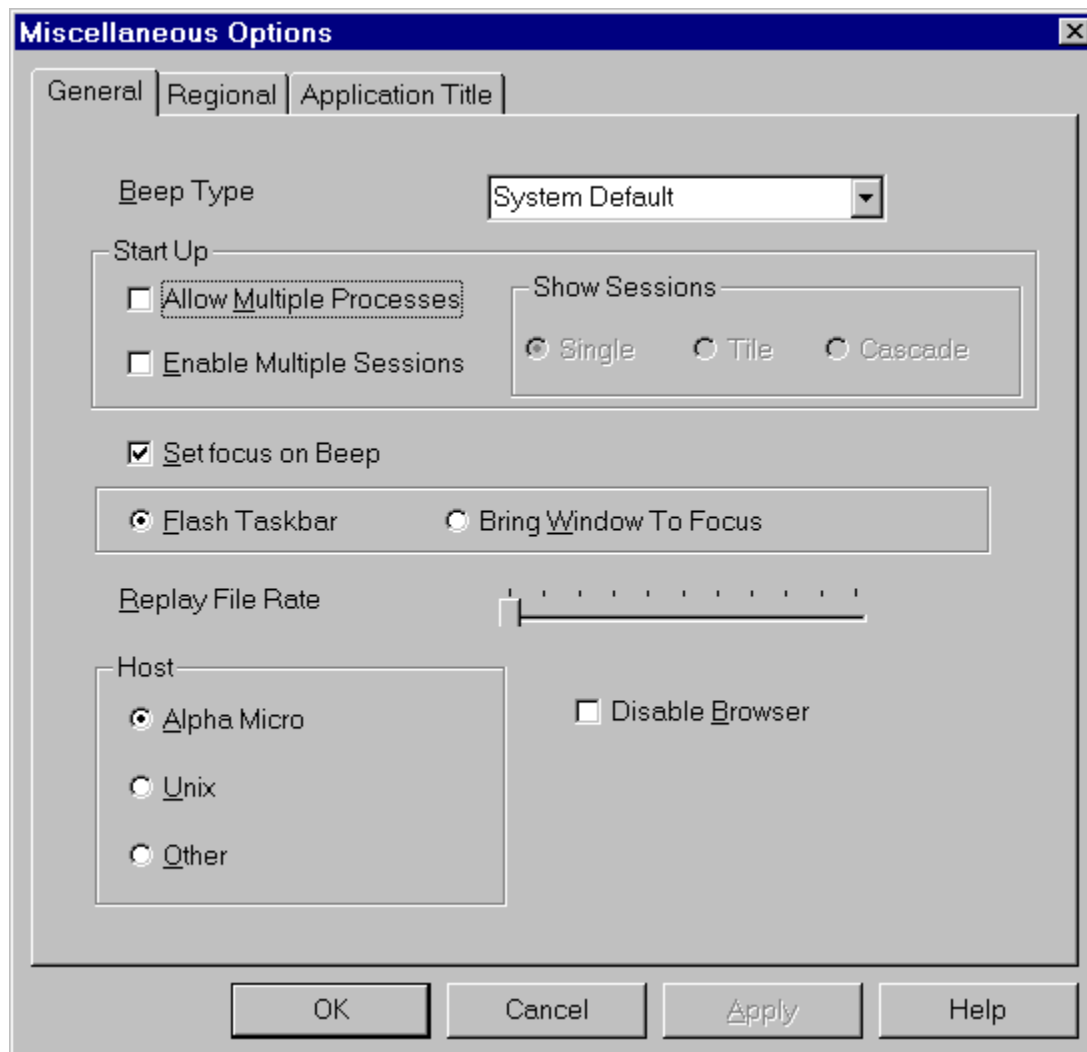 Miscellaneous Options
General Regional Application Title
Beep Type System Default
Start Up
Allow Multiple Processes
Enable Multiple Sessions
Show Sessions
Single Tile Cascade
Set focus on Beep
Flash Taskbar Bring Window To Focus
Replay File Rate
Host
Alpha Micro
Unix
Other
Disable Browser
OK Cancel Apply Help